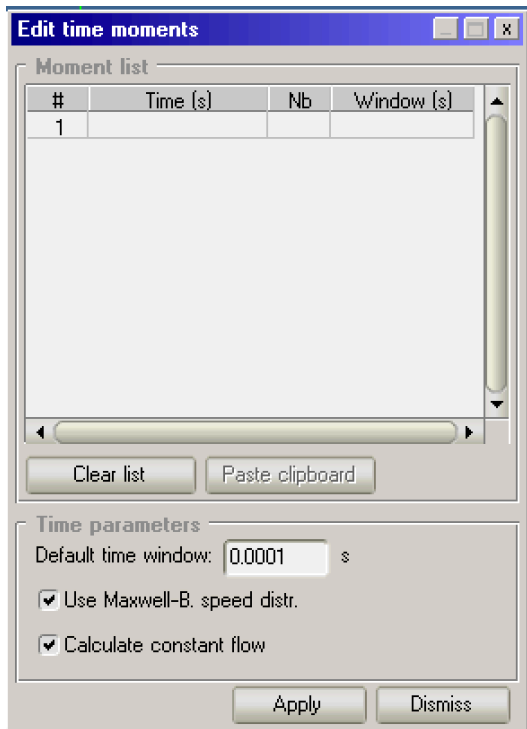 Edit time moments
Moment list
# Time (s) Nb Window (s)
1
Clear list Paste clipboard
Time parameters
Default time window: 0.0001 s
Use Maxwell-B. speed distr.
Calculate constant flow
Apply Dismiss